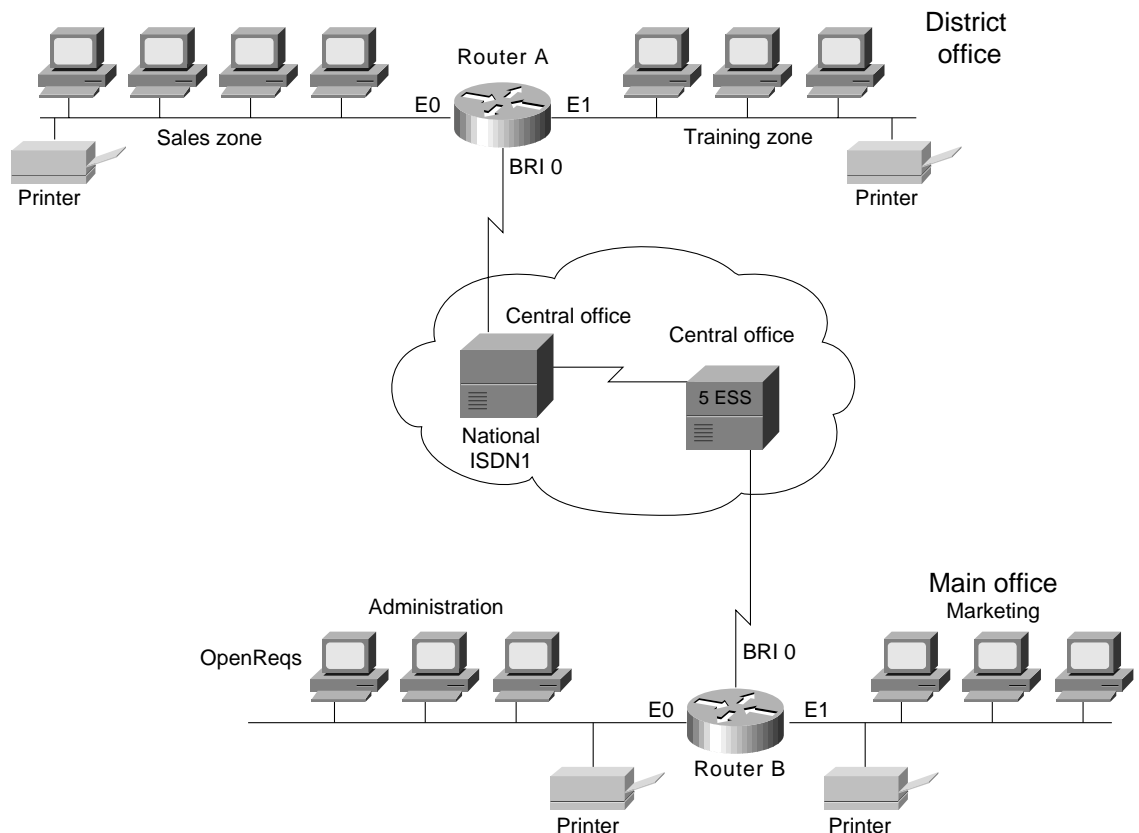 District
office
Router A
E0
E1
Sales zone
Training zone
BRI 0
Printer
Printer
Central office
Central office
5 ESS
National
ISDN1
Main office
Administration
Marketing
OpenReqs
BRI 0
E0
E1
Router B
Printer
Printer